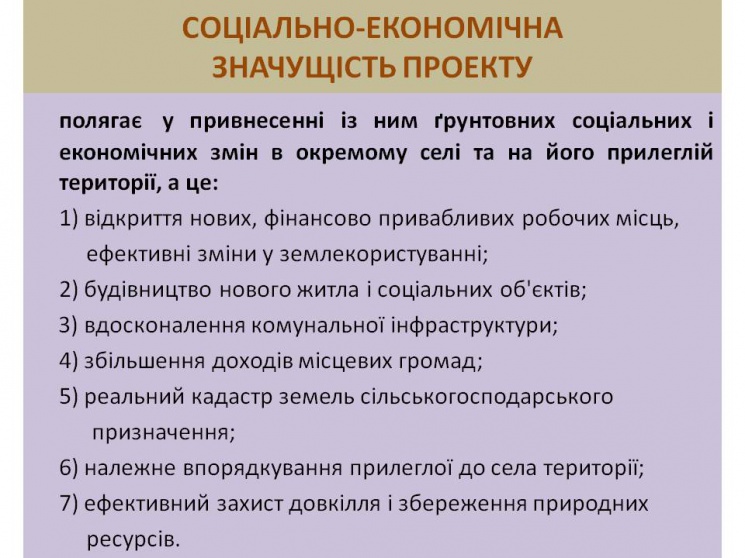 СОЦІАЛЬНО-ЕКОНОМІЧНА
ЗНАЧУЩІСТЬ ПРОЕКТУ
полягає у привнесенні із ним ґрунтовних соціальних і
економічних змін в окремому селі та на його прилеглій
території, а це:
1) відкриття нових, фінансово привабливих робочих місць,
ефективні зміни у землекористуванні;
2) будівництво нового житла і соціальних об'єктів;
3) вдосконалення комунальної інфраструктури;
4) збільшення доходів місцевих громад;
5) реальний кадастр земель сільськогосподарського
призначення;
6) належне впорядкування прилеглої до села території;
7) ефективний захист довкілля і збереження природних
ресурсів.